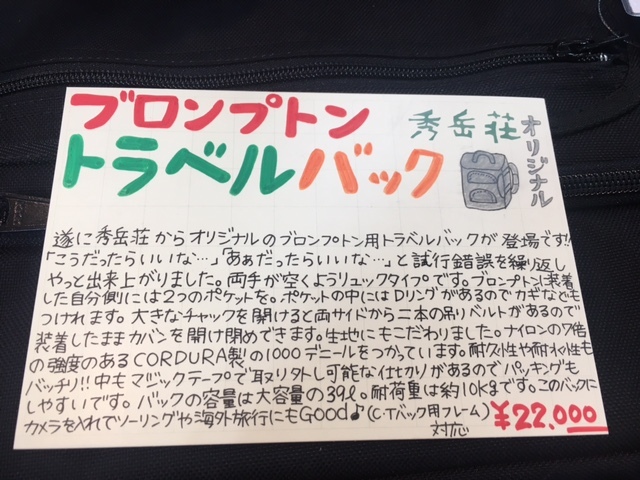 ブロンプトン
トラベルバック
秀岳荘
オリジナル
遂に秀岳荘からオリジナルのブロンプトン用トラベルバックが登場です!!
「こうだったらいいな…」「あぁだったらいいな…」と試行錯誤を繰り返し
やっと出来上がりました。両手が空くようリュックタイプです。ブロンプトンに装着
した自分側には2つのポケットを。ポケットの中にはDリングがあるのでカギなども
つけれます。大きなチャックを開けると両サイドから二本の吊りベルトがあるので
装着したままカバンを開け閉めできます。生地にもこだわりました。ナイロンの7倍
の強度のあるCORDURA製の1000デニールをつかっています。耐久性や耐水性も
バッチリ!!中もマジックテープで取りはずし可能な仕切りがあるのでパッキングも
しやすいです。バックの容量は大容量の39ℓ。耐荷重は約10kgまです。このバックに
カメラを入れてツーリングや海外旅行にもGOOD♪(C・Tバック用フレーム)
対応
¥22,000